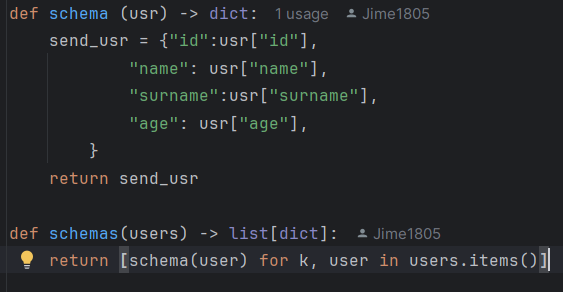 def schema (usr) -> dict: 1 usage Jime1805
    send_usr = {"id":usr["id"],
            "name": usr["name"],
            "surname":usr["surname"],
            "age": usr["age"],
        }
    return send_usr
def schemas(users) -> list[dict]: Jime1805
    return [schema(user) for k, user in users.items()]